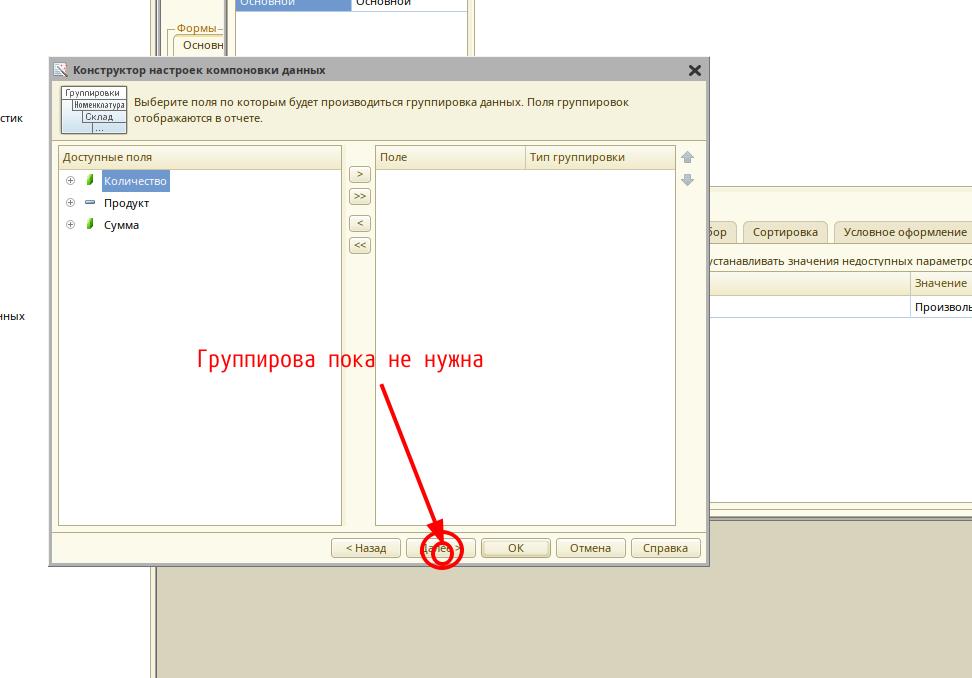 Основной Основной
Формы
Основн
Конструктор настроек компоновки данных
Группировки
Номенклатура
Склад
...
Выберите поля по которым будет производиться группировка данных. Поля группировок
отображаются в отчете.
стик
Доступные поля
Поле Тип группировки
>
Количество
>>
Продукт
<
Сумма
<<
бор Сортировка Условное оформление
устанавливать значения недоступных параметро
Значение
Произволь
нных
Группирова пока не нужна
< Назад Далее > ОК Отмена Справка